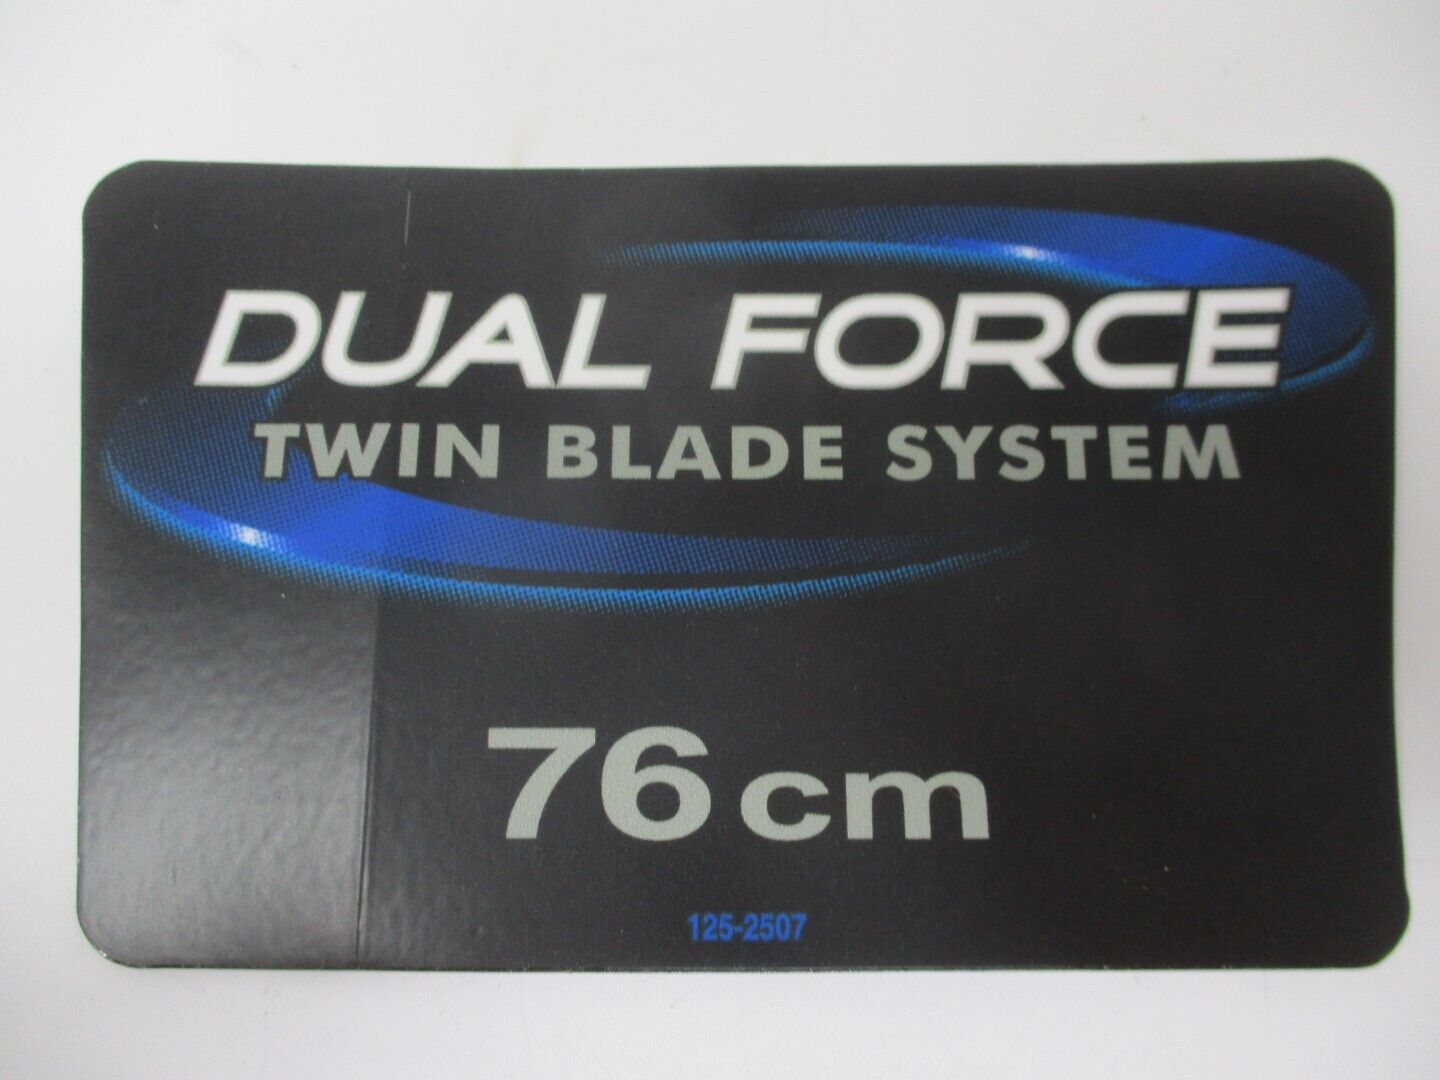 DUAL FORCE
TWIN BLADE SYSTEM
76cm
125-2507